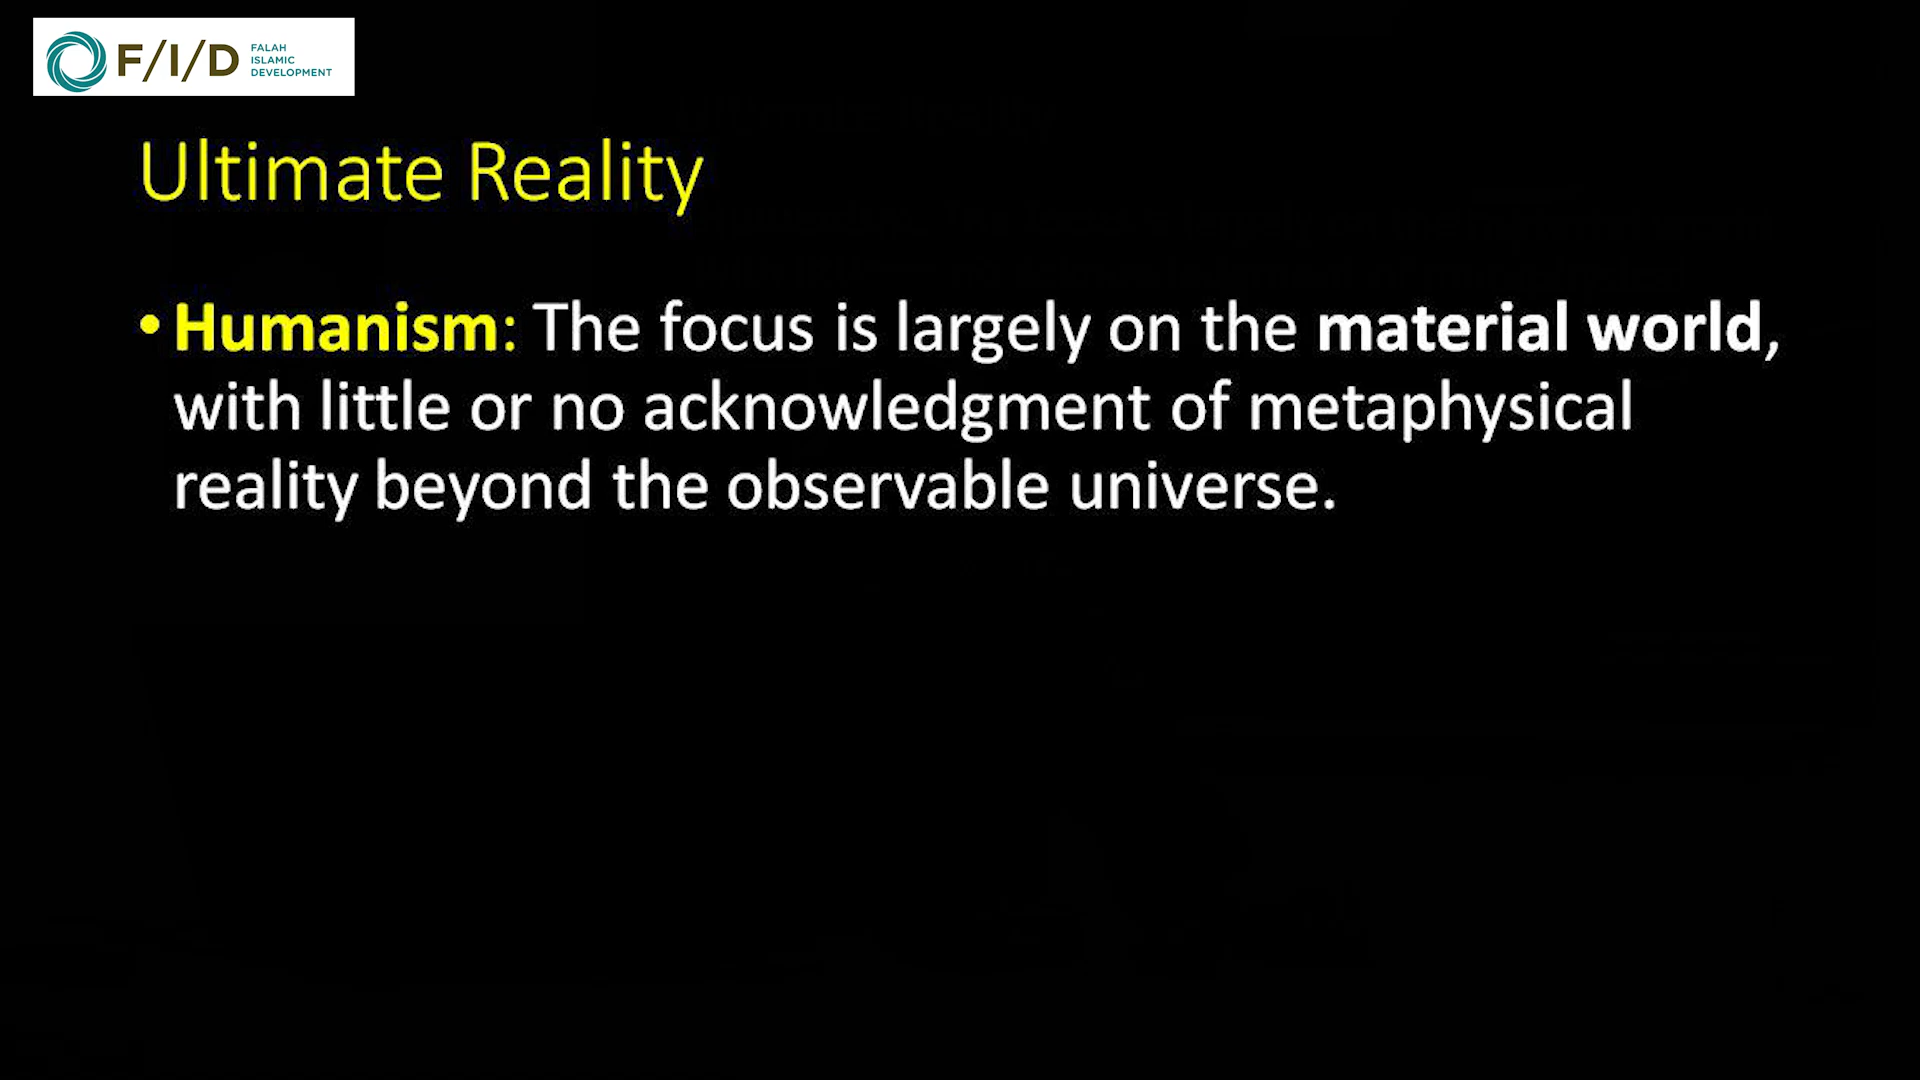 F/I/D
FALAH
ISLAMIC
DEVELOPMENT
Ultimate Reality
• Humanism: The focus is largely on the material world,
with little or no acknowledgment of metaphysical
reality beyond the observable universe.